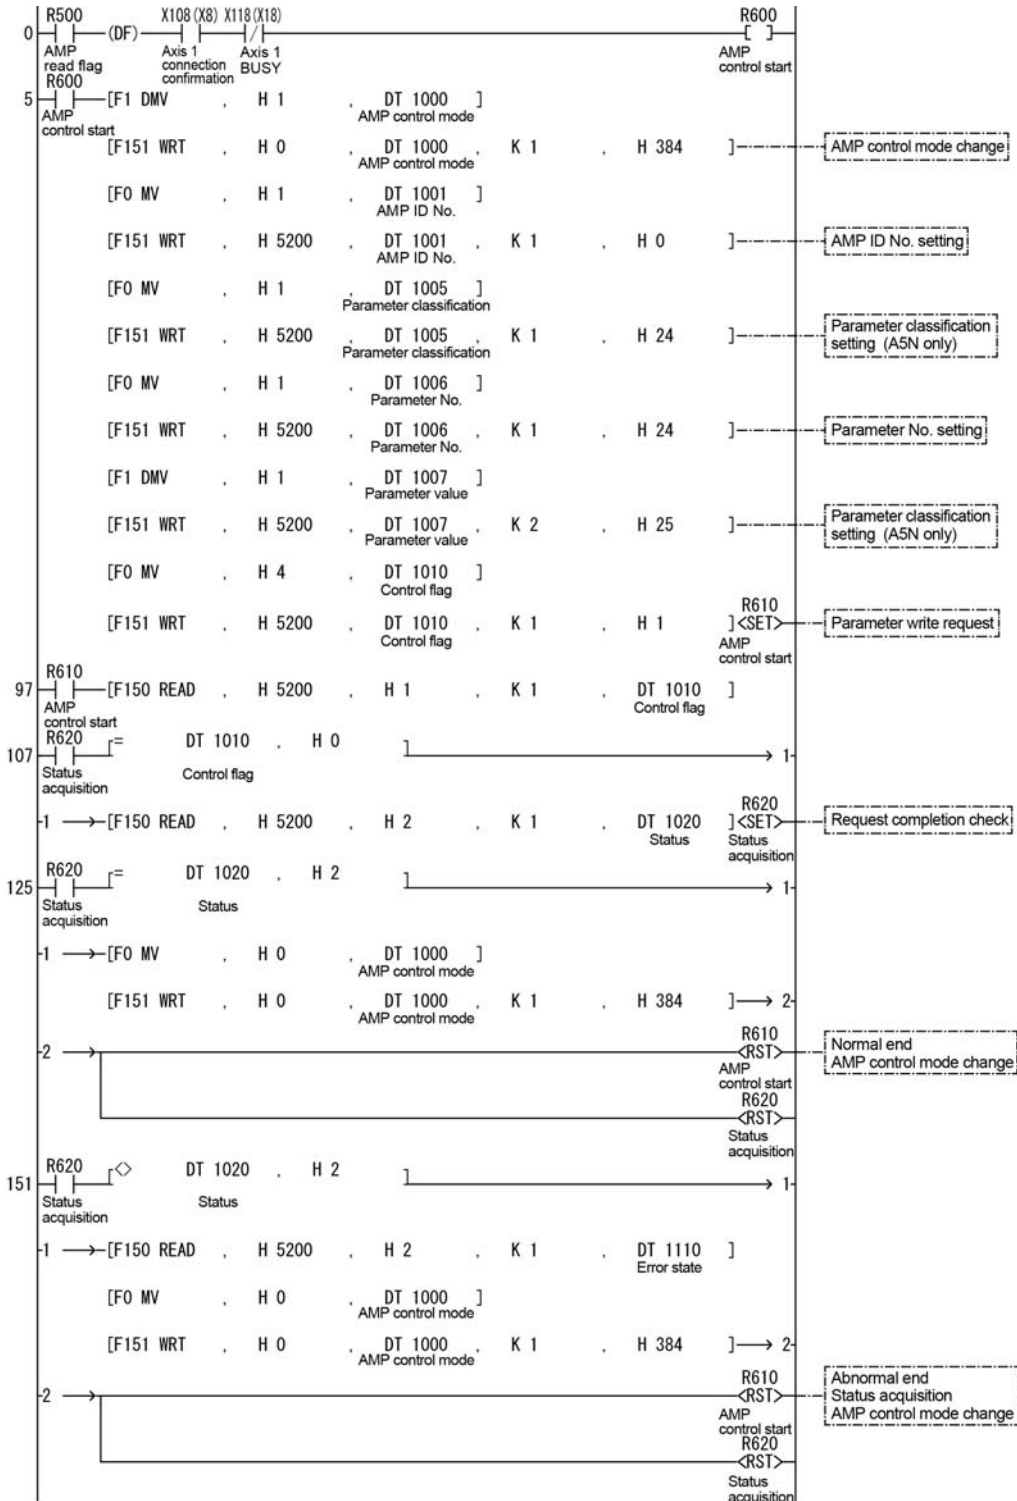 R500 X108 (X8) X118 (X18) R600
0 (DF)
AMP read flag Axis 1 connection confirmation Axis 1 BUSY AMP control start
R600
5 [F1 DMV , H 1 , DT 1000 ]
AMP control start AMP control mode
[F151 WRT , H 0 , DT 1000 , K 1 , H 384 ] AMP control mode change
AMP control mode
[F0 MV , H 1 , DT 1001 ]
AMP ID No.
[F151 WRT , H 5200 , DT 1001 , K 1 , H 0 ] AMP ID No. setting
AMP ID No.
[F0 MV , H 1 , DT 1005 ]
Parameter classification
[F151 WRT , H 5200 , DT 1005 , K 1 , H 24 ] Parameter classification setting (A5N only)
Parameter classification
[F0 MV , H 1 , DT 1006 ]
Parameter No.
[F151 WRT , H 5200 , DT 1006 , K 1 , H 24 ] Parameter No. setting
Parameter No.
[F1 DMV , H 1 , DT 1007 ]
Parameter value
[F151 WRT , H 5200 , DT 1007 , K 2 , H 25 ] Parameter classification setting (A5N only)
Parameter value
[F0 MV , H 4 , DT 1010 ]
Control flag
R610
[F151 WRT , H 5200 , DT 1010 , K 1 , H 1 ]<SET> Parameter write request
Control flag AMP control start
R610
97 [F150 READ , H 5200 , H 1 , K 1 , DT 1010 ]
AMP control start Control flag
R620
107 [= DT 1010 , H 0 ] 1
Status acquisition Control flag
R620
1 [F150 READ , H 5200 , H 2 , K 1 , DT 1020 ]<SET> Request completion check
Status Status acquisition
R620
125 [= DT 1020 , H 2 ] 1
Status acquisition Status
1 [F0 MV , H 0 , DT 1000 ]
AMP control mode
[F151 WRT , H 0 , DT 1000 , K 1 , H 384 ] 2
AMP control mode
R610
2 <RST> Normal end AMP control mode change
AMP control start
R620
<RST>
Status acquisition
R620
151 [<> DT 1020 , H 2 ] 1
Status acquisition Status
1 [F150 READ , H 5200 , H 2 , K 1 , DT 1110 ]
Error state
[F0 MV , H 0 , DT 1000 ]
AMP control mode
[F151 WRT , H 0 , DT 1000 , K 1 , H 384 ] 2
AMP control mode
R610
2 <RST> Abnormal end Status acquisition AMP control mode change
AMP control start
R620
<RST>
Status acquisition